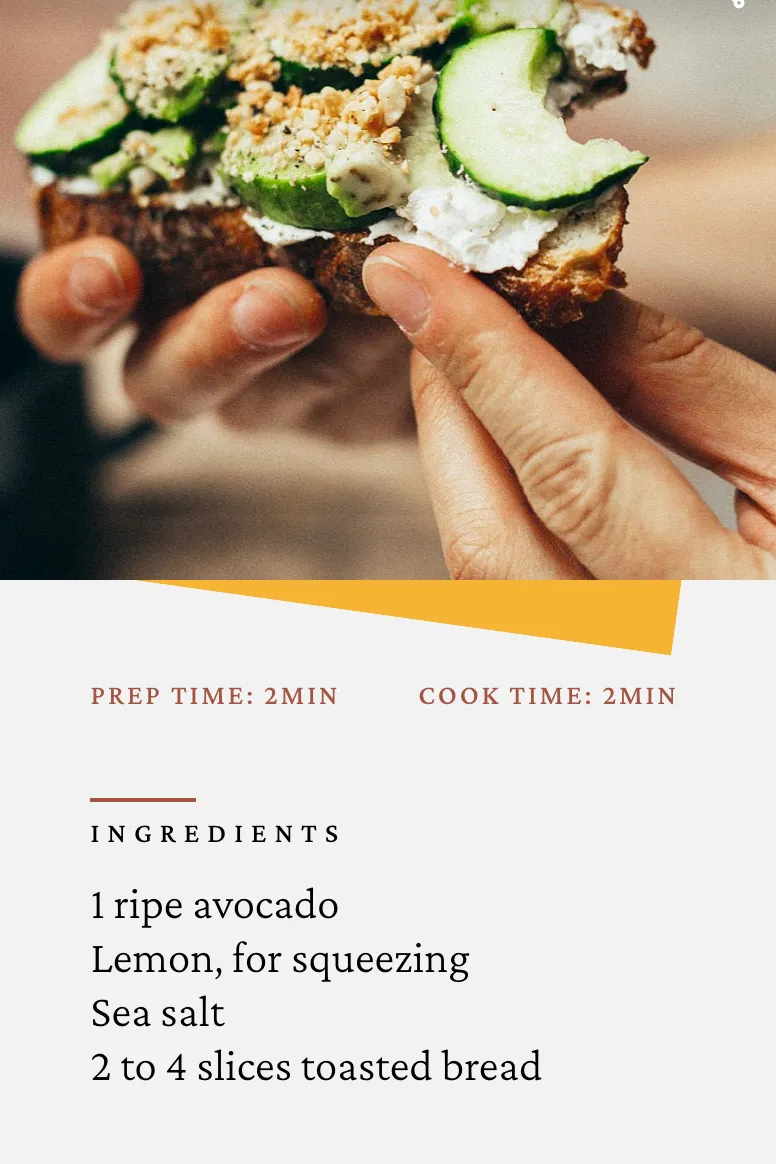 PREP TIME: 2MIN
COOK TIME: 2MIN
INGREDIENTS
1 ripe avocado
Lemon, for squeezing
Sea salt
2 to 4 slices toasted bread